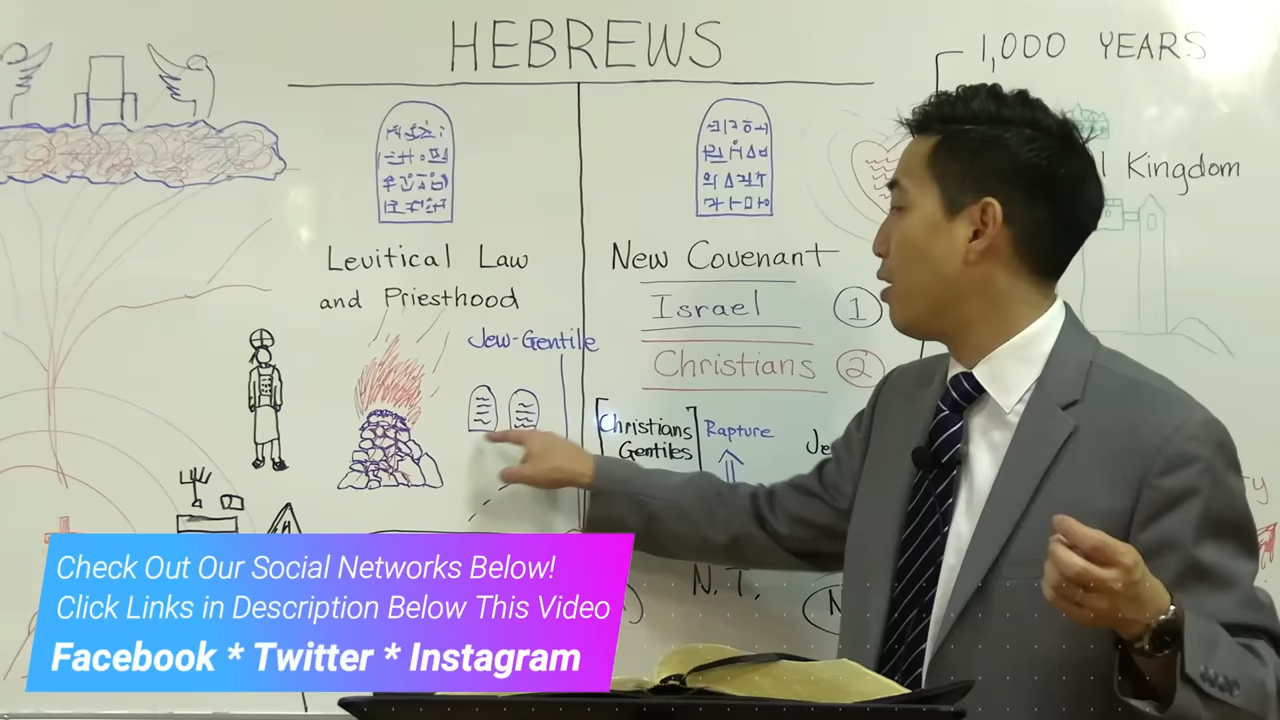 HEBREWS
1,000 YEARS
Kingdom
Levitical Law
and Priesthood
New Covenant
Israel 1
Christians 2
Jew-Gentile
Christians
Gentiles
Rapture
N.T.
Check Out Our Social Networks Below!
Click Links in Description Below This Video
Facebook * Twitter * Instagram